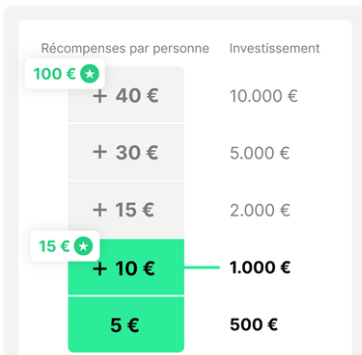 Récompenses par personne Investissement
100 €
+ 40 € 10.000 €
+ 30 € 5.000 €
+ 15 € 2.000 €
15 €
+ 10 € 1.000 €
5 € 500 €